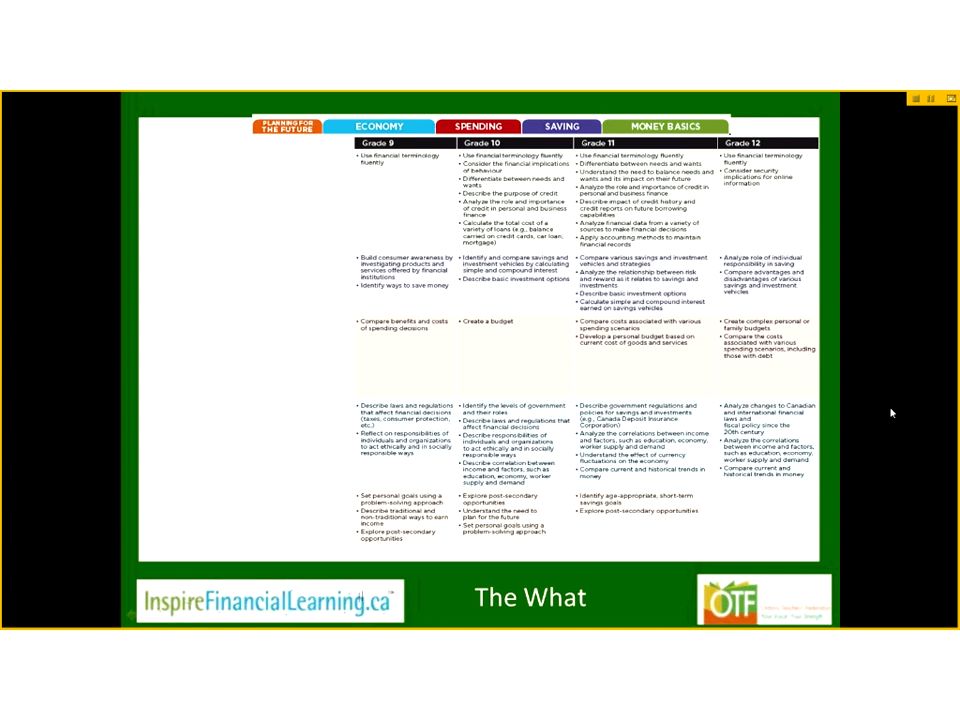 PLANNING FOR
THE FUTURE
ECONOMY
SPENDING
SAVING
MONEY BASICS
Grade 9
Grade 10
Grade 11
Grade 12
• Use financial terminology
fluently
• Use financial terminology fluently
• Consider the financial implications
of behaviour
• Differentiate between needs and
wants
• Describe the purpose of credit
• Analyze the role and importance
of credit in personal and business
finance
• Calculate the total cost of a
variety of loans (e.g., balance
carried on credit cards, car loan,
mortgage)
• Use financial terminology fluently
• Differentiate between needs and wants
• Understand the need to balance needs and
wants and its impact on their future
• Analyze the role and importance of credit in
personal and business finance
• Describe impact of credit history and
credit reports on future borrowing
capabilities
• Analyze financial data from a variety of
sources to make financial decisions
• Apply accounting methods to maintain
financial records
• Use financial terminology
fluently
• Consider security
implications for online
information
• Build consumer awareness by
investigating products and
services offered by financial
institutions
• Identify ways to save money
• Identify and compare savings and
investment vehicles by calculating
simple and compound interest
• Describe basic investment options
• Compare various savings and investment
vehicles and strategies
• Analyze the relationship between risk
and reward as it relates to savings and
investments
• Describe basic investment options
• Calculate simple and compound interest
earned on savings vehicles
• Analyze role of individual
responsibility in saving
• Compare advantages and
disadvantages of various
savings and investment
vehicles
• Compare benefits and costs
of spending decisions
• Create a budget
• Compare costs associated with various
spending scenarios
• Develop a personal budget based on
current cost of goods and services
• Create complex personal or
family budgets
• Compare the costs
associated with various
spending scenarios, including
those with debt
• Describe laws and regulations
that affect financial decisions
(taxes, consumer protection,
etc.)
• Reflect on responsibilities of
individuals and organizations
to act ethically and in socially
responsible ways
• Identify the levels of government
and their roles
• Describe laws and regulations that
affect financial decisions
• Describe responsibilities of
individuals and organizations
to act ethically and in socially
responsible ways
• Describe correlation between
income and factors, such as
education, economy, worker
supply and demand
• Describe government regulations and
policies for savings and investments
(e.g., Canada Deposit Insurance
Corporation)
• Analyze the correlations between income
and factors, such as education, economy,
worker supply and demand
• Understand the effect of currency
fluctuations on the economy
• Compare current and historical trends in
money
• Analyze changes to Canadian
and international financial
laws and
fiscal policy since the
20th century
• Analyze the correlations
between income and factors,
such as education, economy,
worker supply and demand
• Compare current and
historical trends in money
• Set personal goals using a
problem-solving approach
• Describe traditional and
non-traditional ways to earn
income
• Explore post-secondary
opportunities
• Explore post-secondary
opportunities
• Understand the need to
plan for the future
• Set personal goals using a
problem-solving approach
• Identify age-appropriate, short-term
savings goals
• Explore post-secondary opportunities
InspireFinancialLearning.ca
The What
OTF